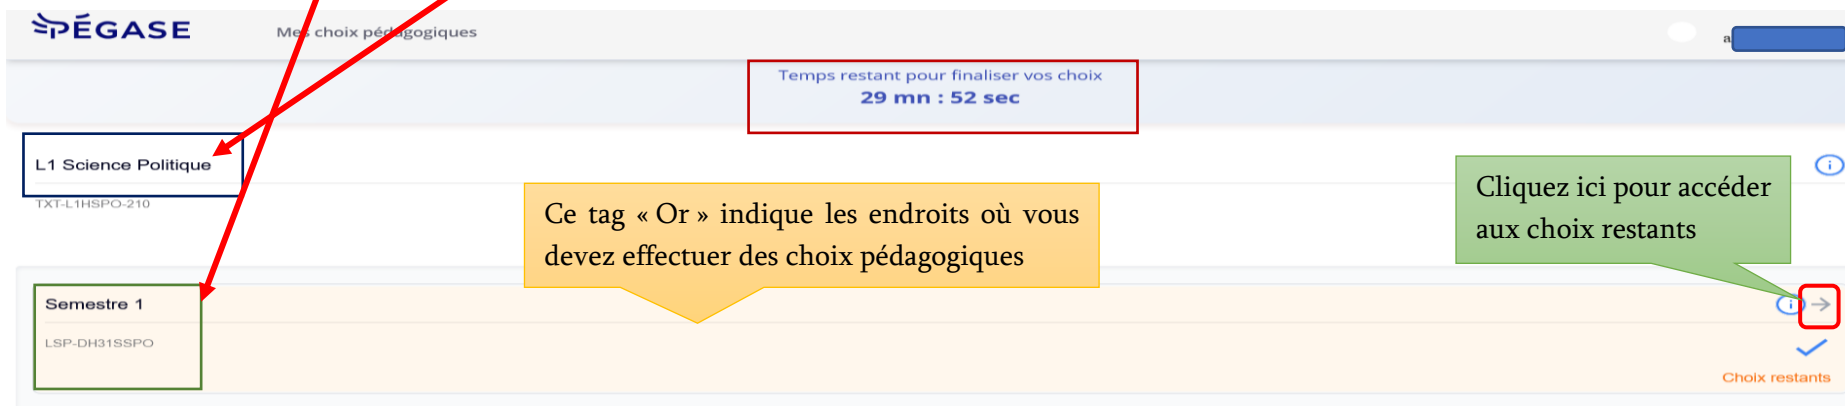 PÉGASE
Mes choix pédagogiques
a
Temps restant pour finaliser vos choix
29 mn : 52 sec
L1 Science Politique
TXT-L1HSPO-210
Ce tag « Or » indique les endroits où vous
devez effectuer des choix pédagogiques
Cliquez ici pour accéder
aux choix restants
Semestre 1
LSP-DH31SSPO
Choix restants